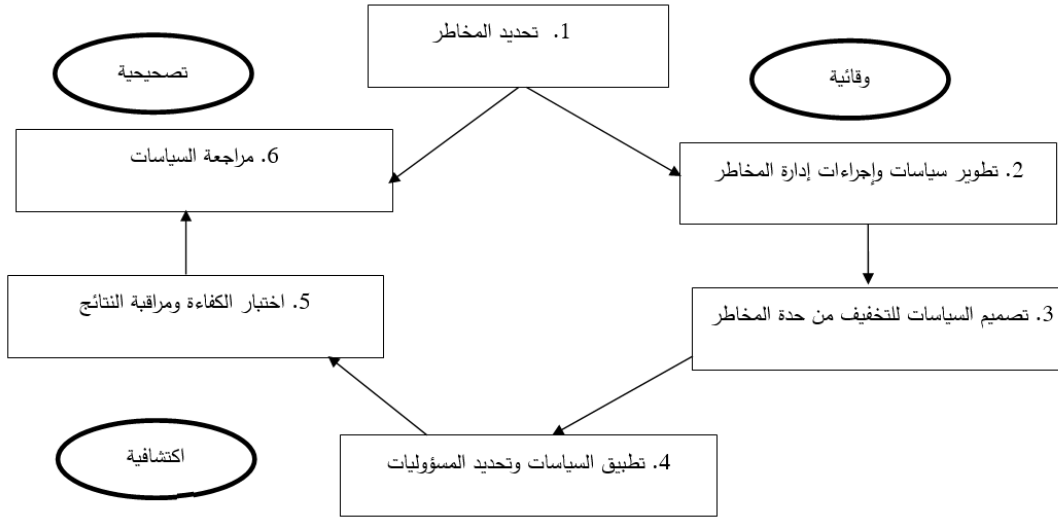 1. تحديد المخاطر
تصحيحية
وقائية
6. مراجعة السياسات
2. تطوير سياسات وإجراءات إدارة المخاطر
5. اختبار الكفاءة ومراقبة النتائج
3. تصميم السياسات للتخفيف من حدة المخاطر
اكتشافية
4. تطبيق السياسات وتحديد المسؤوليات